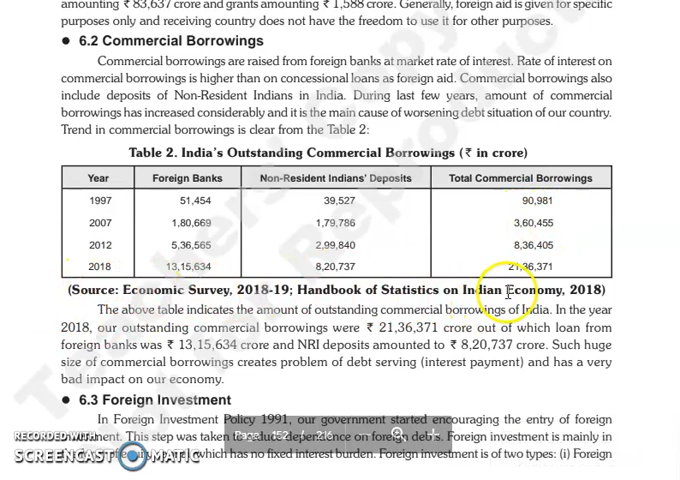 amounting ₹ 83,637 crore and grants amounting ₹ 1,588 crore. Generally, foreign aid is given for specific
purposes only and receiving country does not have the freedom to use it for other purposes.
• 6.2 Commercial Borrowings
Commercial borrowings are raised from foreign banks at market rate of interest. Rate of interest on
commercial borrowings is higher than on concessional loans as foreign aid. Commercial borrowings also
include deposits of Non-Resident Indians in India. During last few years, amount of commercial
borrowings has increased considerably and it is the main cause of worsening debt situation of our country.
Trend in commercial borrowings is clear from the Table 2:
Table 2. India's Outstanding Commercial Borrowings (₹ in crore)
Year Foreign Banks Non-Resident Indians' Deposits Total Commercial Borrowings
1997 51,454 39,527 90,981
2007 1,80,669 1,79,786 3,60,455
2012 5,36,565 2,99,840 8,36,405
2018 13,15,634 8,20,737 21,36,371
(Source: Economic Survey, 2018-19; Handbook of Statistics on Indian Economy, 2018)
The above table indicates the amount of outstanding commercial borrowings of India. In the year
2018, our outstanding commercial borrowings were ₹ 21,36,371 crore out of which loan from
foreign banks was ₹ 13,15,634 crore and NRI deposits amounted to ₹ 8,20,737 crore. Such huge
size of commercial borrowings creates problem of debt serving (interest payment) and has a very
bad impact on our economy.
• 6.3 Foreign Investment
In Foreign Investment Policy 1991, our government started encouraging the entry of foreign
This step was taken to reduce dependence on foreign debts. Foreign investment is mainly in
which has no fixed interest burden. Foreign investment is of two types: (i) Foreign
Page 152 / 216
RECORDED WITH
SCREENCAST MATIC